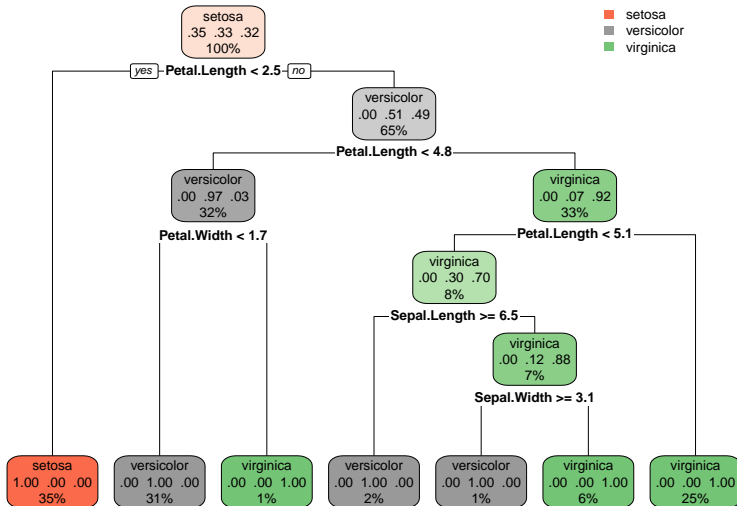 setosa
.35 .33 .32
100%
setosa
versicolor
virginica
yes Petal.Length < 2.5 no
versicolor
.00 .51 .49
65%
Petal.Length < 4.8
versicolor
.00 .97 .03
32%
virginica
.00 .07 .92
33%
Petal.Width < 1.7
Petal.Length < 5.1
virginica
.00 .30 .70
8%
Sepal.Length >= 6.5
virginica
.00 .12 .88
7%
Sepal.Width >= 3.1
setosa
1.00 .00 .00
35%
versicolor
.00 1.00 .00
31%
virginica
.00 .00 1.00
1%
versicolor
.00 1.00 .00
2%
versicolor
.00 1.00 .00
1%
virginica
.00 .00 1.00
6%
virginica
.00 .00 1.00
25%